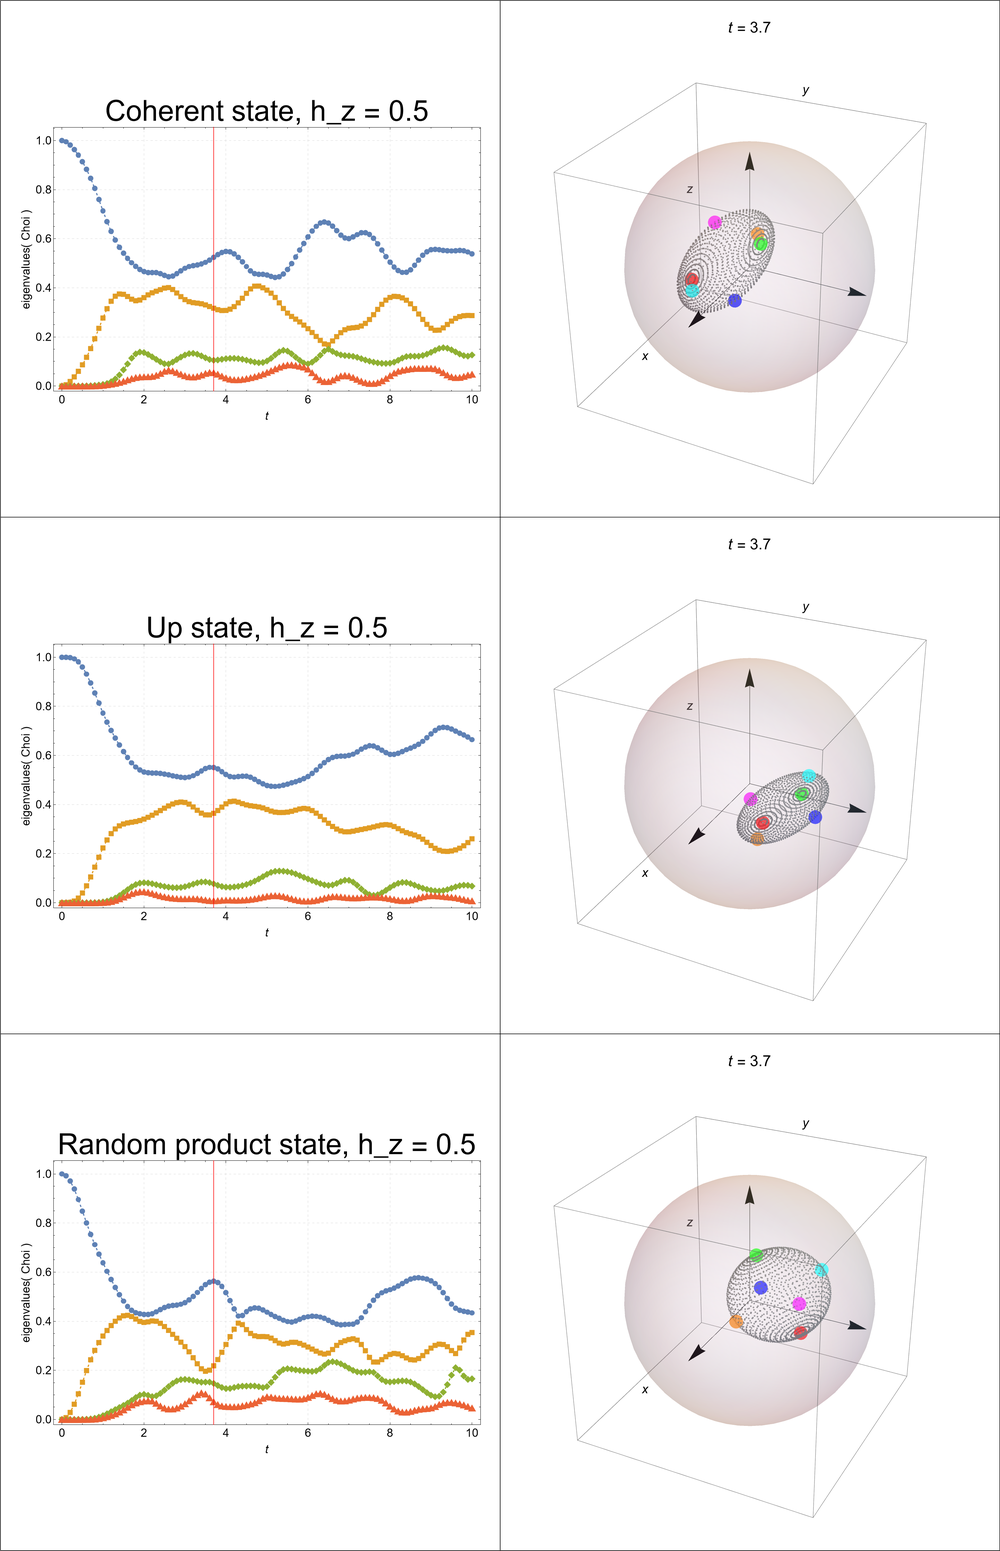 t = 3.7
Coherent state, h_z = 0.5
eigenvalues( Choi )
1.0
0.8
0.6
0.4
0.2
0.0
0 2 4 6 8 10
t
y
z
x
t = 3.7
Up state, h_z = 0.5
eigenvalues( Choi )
1.0
0.8
0.6
0.4
0.2
0.0
0 2 4 6 8 10
t
y
z
x
t = 3.7
Random product state, h_z = 0.5
eigenvalues( Choi )
1.0
0.8
0.6
0.4
0.2
0.0
0 2 4 6 8 10
t
y
z
x